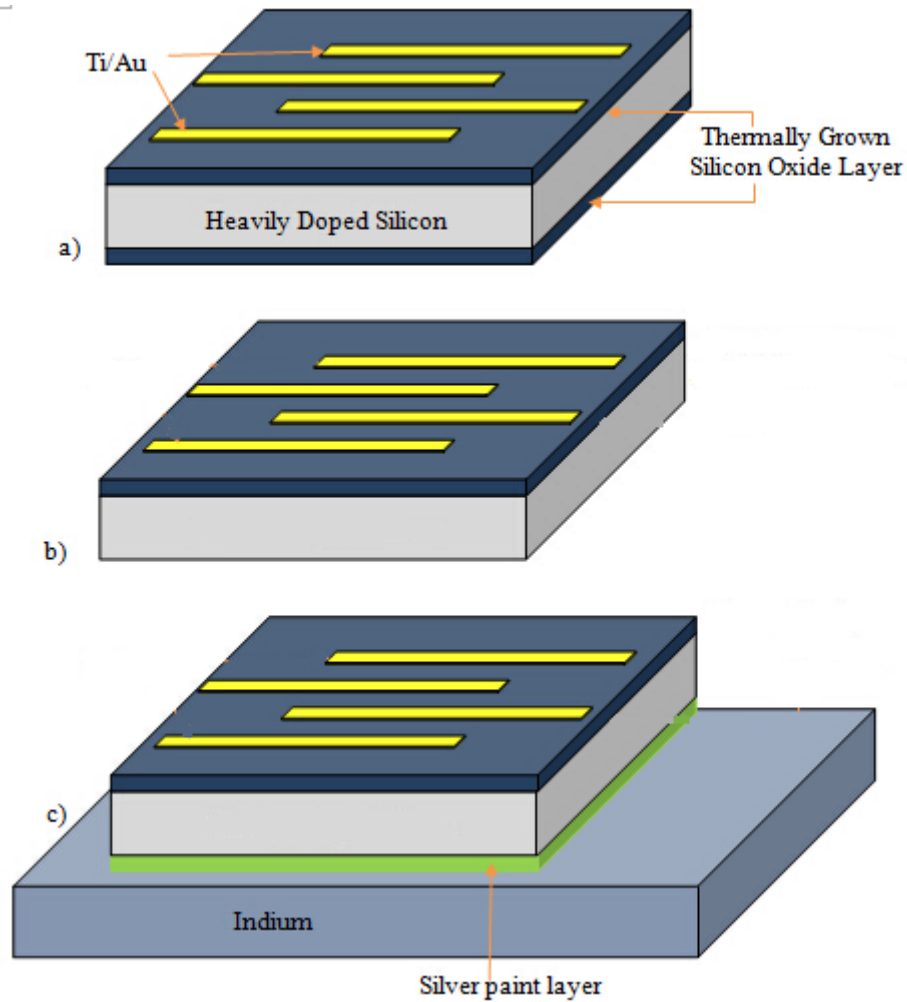 Ti/Au
Thermally Grown
Silicon Oxide Layer
Heavily Doped Silicon
a)
b)
c)
Indium
Silver paint layer